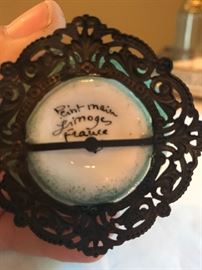 Peint main
Limoges
France